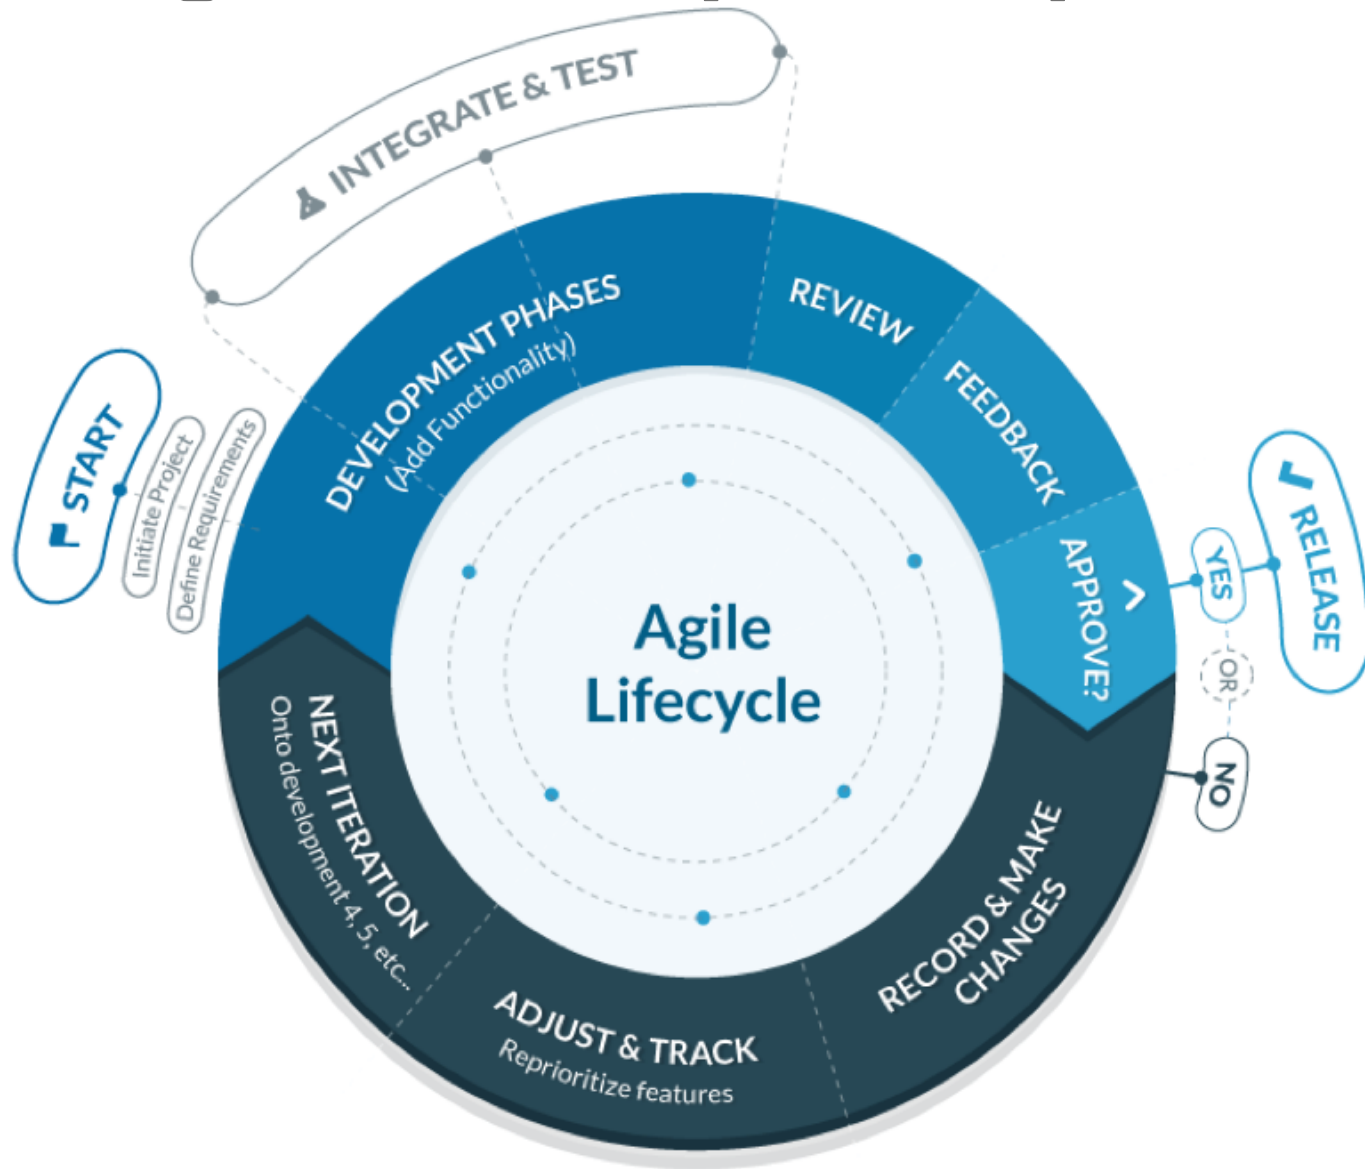 INTEGRATE & TEST
START
Initiate Project
Define Requirements
DEVELOPMENT PHASES
(Add Functionality)
REVIEW
FEEDBACK
APPROVE?
YES
OR
NO
RELEASE
RECORD & MAKE
CHANGES
ADJUST & TRACK
Reprioritize features
NEXT ITERATION
Onto development 4, 5, etc...
Agile
Lifecycle